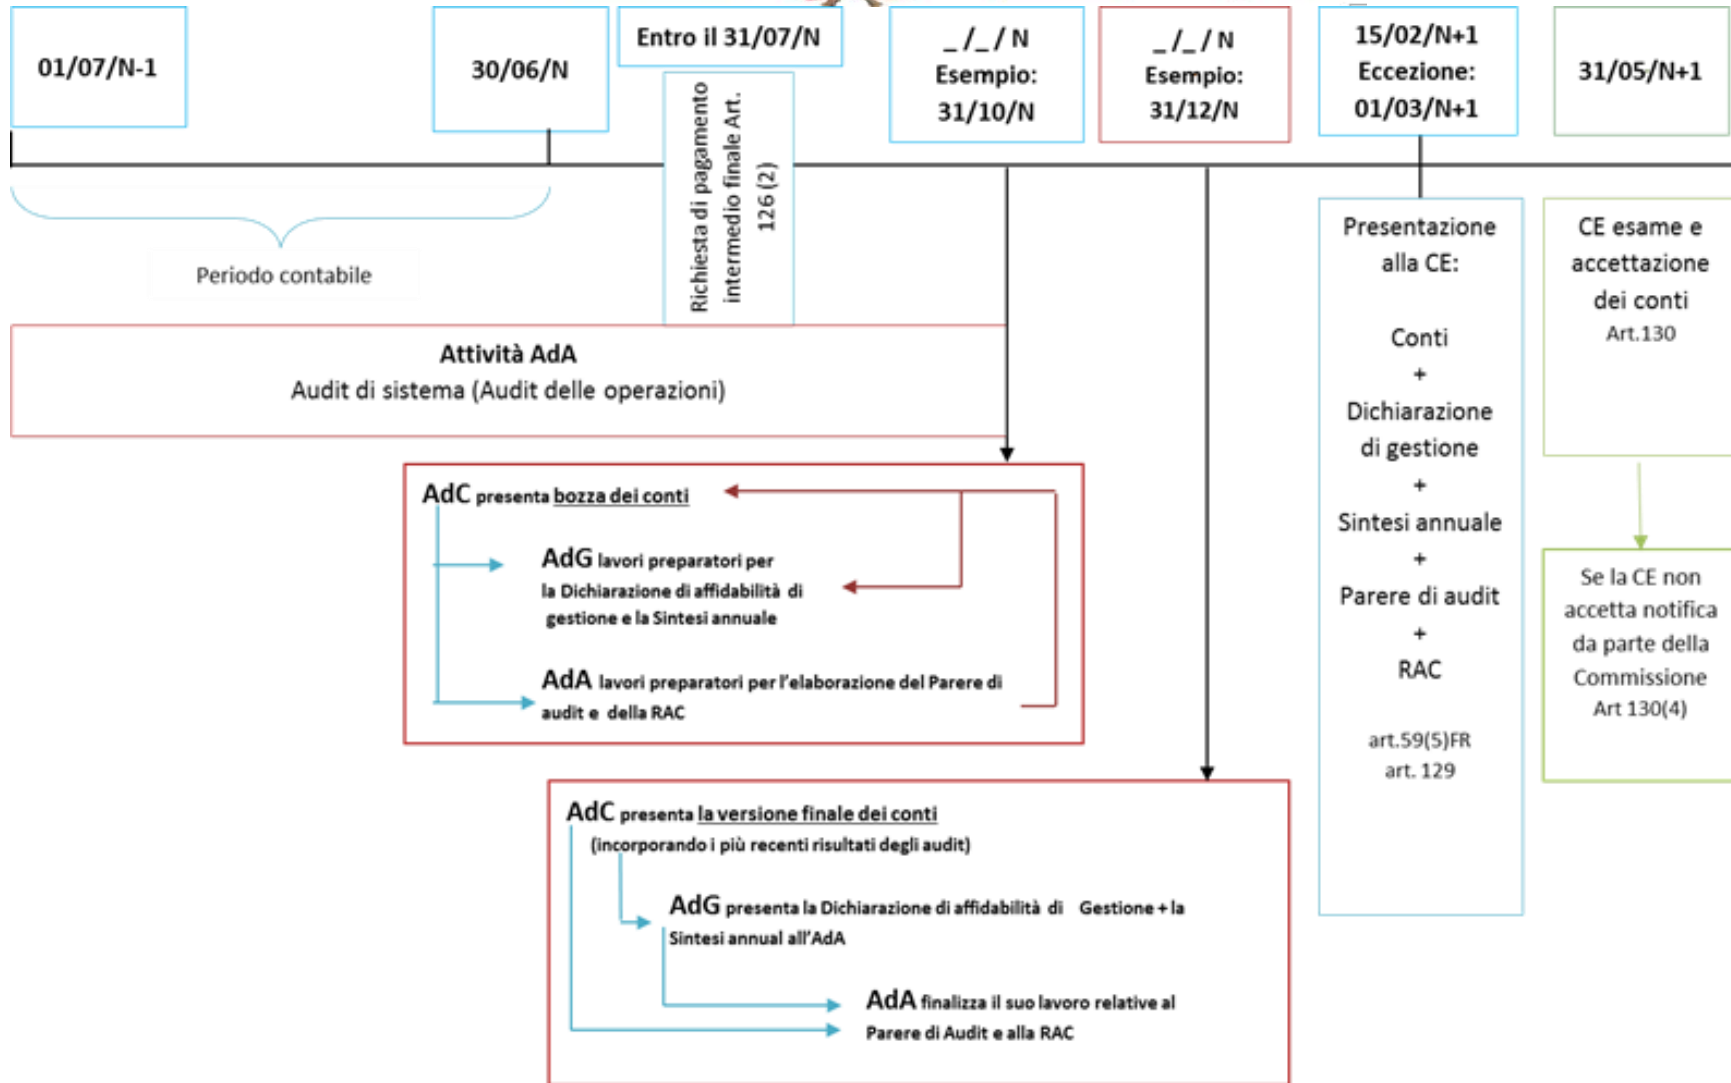 01/07/N-1
30/06/N
Entro il 31/07/N
_ /_ / N
Esempio:
31/10/N
_ /_ / N
Esempio:
31/12/N
15/02/N+1
Eccezione:
01/03/N+1
31/05/N+1
Richiesta di pagamento
intermedio finale Art.
126 (2)
Periodo contabile
Attività AdA
Audit di sistema (Audit delle operazioni)
AdC presenta bozza dei conti
AdG lavori preparatori per
la Dichiarazione di affidabilità di
gestione e la Sintesi annuale
AdA lavori preparatori per l'elaborazione del Parere di
audit e della RAC
AdC presenta la versione finale dei conti
(incorporando i più recenti risultati degli audit)
AdG presenta la Dichiarazione di affidabilità di Gestione + la
Sintesi annual all'AdA
AdA finalizza il suo lavoro relative al
Parere di Audit e alla RAC
Presentazione
alla CE:
Conti
+
Dichiarazione
di gestione
+
Sintesi annuale
+
Parere di audit
+
RAC
art.59(5)FR
art. 129
CE esame e
accettazione
dei conti
Art.130
Se la CE non
accetta notifica
da parte della
Commissione
Art 130(4)